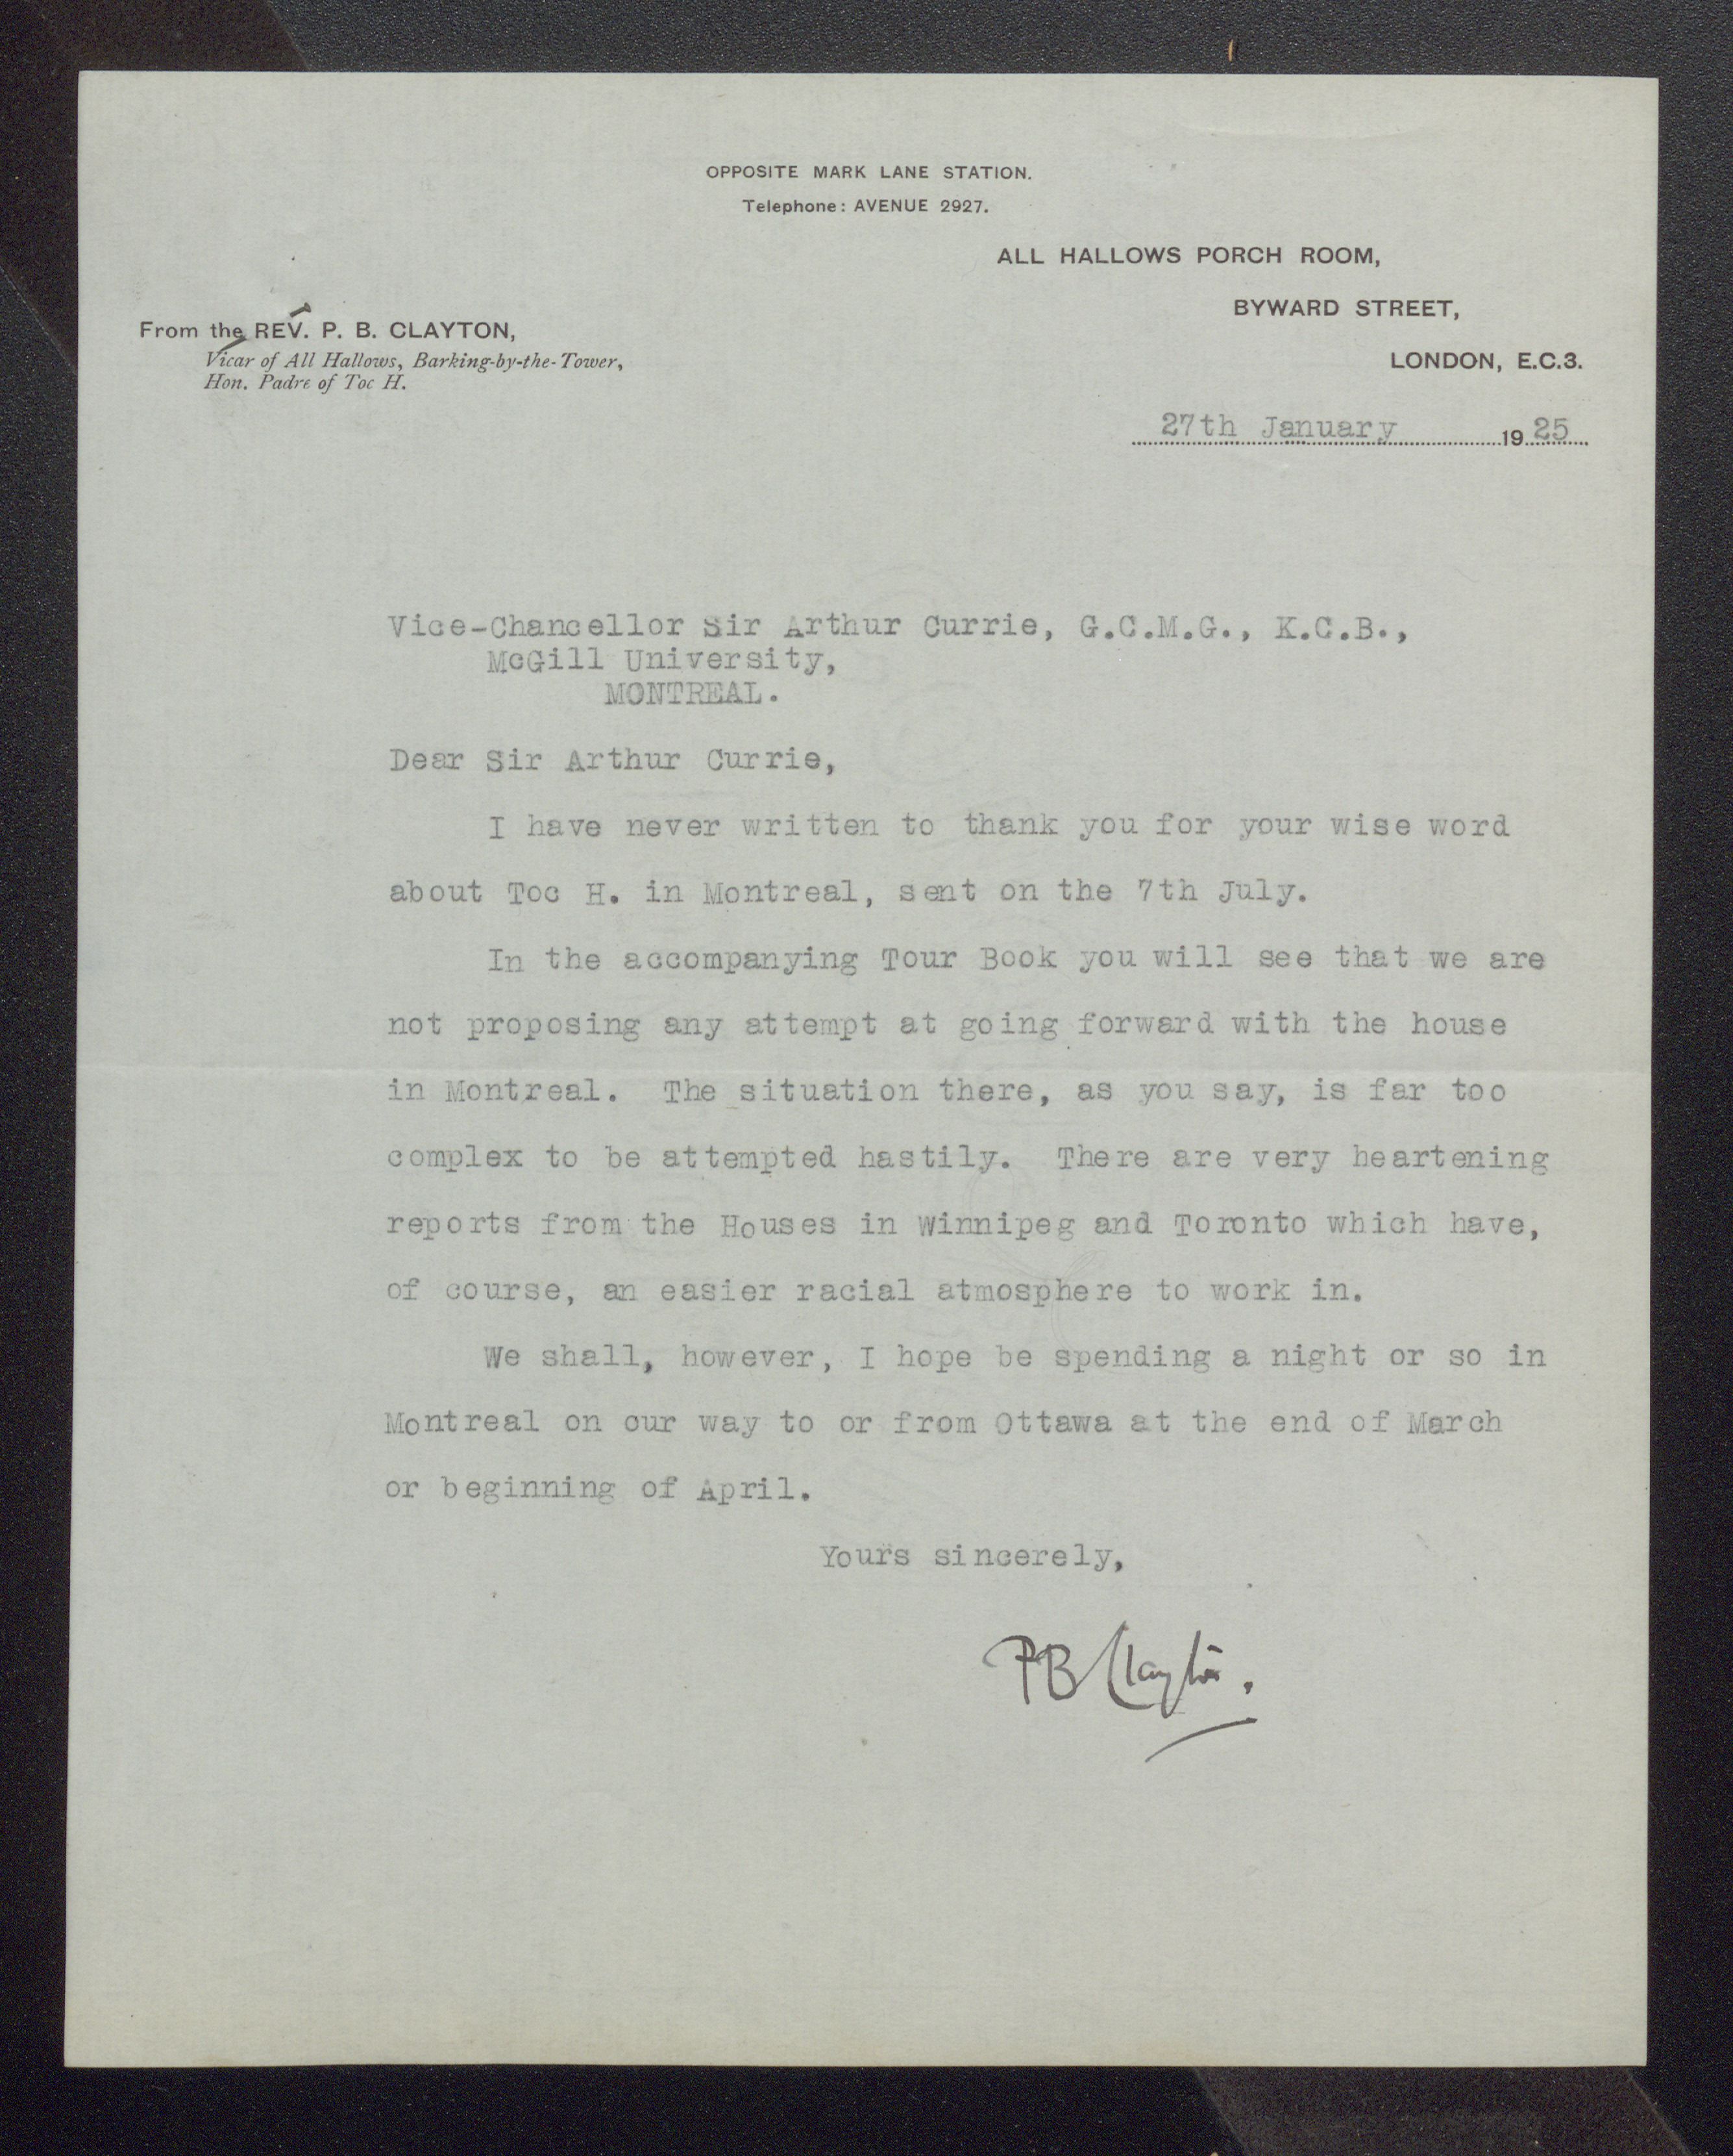 OPPOSITE MARK LANE STATION.
Telephone: AVENUE 2927.
ALL HALLOWS PORCH ROOM,
BYWARD STREET,
LONDON, E.C.3.
From the REV. P. B. CLAYTON,
Vicar of All Hallows, Barking-by-the-Tower,
Hon. Padre of Toc H.
27th January 1925
Vice-Chancellor Sir Arthur Currie, G.C.M.G., K.C.B.,
McGill University,
MONTREAL.
Dear Sir Arthur Currie,
I have never written to thank you for your wise word
about Toc H. in Montreal, sent on the 7th July.
In the accompanying Tour Book you will see that we are
not proposing any attempt at going forward with the house
in Montreal. The situation there, as you say, is far too
complex to be attempted hastily. There are very heartening
reports from the Houses in Winnipeg and Toronto which have,
of course, an easier racial atmosphere to work in.
We shall, however, I hope be spending a night or so in
Montreal on our way to or from Ottawa at the end of March
or beginning of April.
Yours sincerely,
PB Clayton.